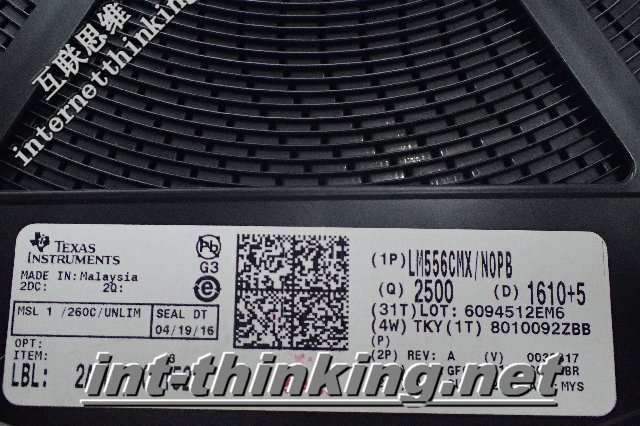 互联思维
internetthinking
TEXAS
INSTRUMENTS
Pb
G3
MADE IN: Malaysia
2DC: 2Q:
e
MSL 1 /260C/UNLIM
SEAL DT
04/19/16
OPT:
ITEM:
LBL:
(1P) LM556CMX/NOPB
(Q) 2500 (D) 1610+5
(31T) LOT: 6094512EM6
(4W) TKY (1T) 8010092ZBB
(P)
(2P) REV: A (V)
MYS
int-thinking.net